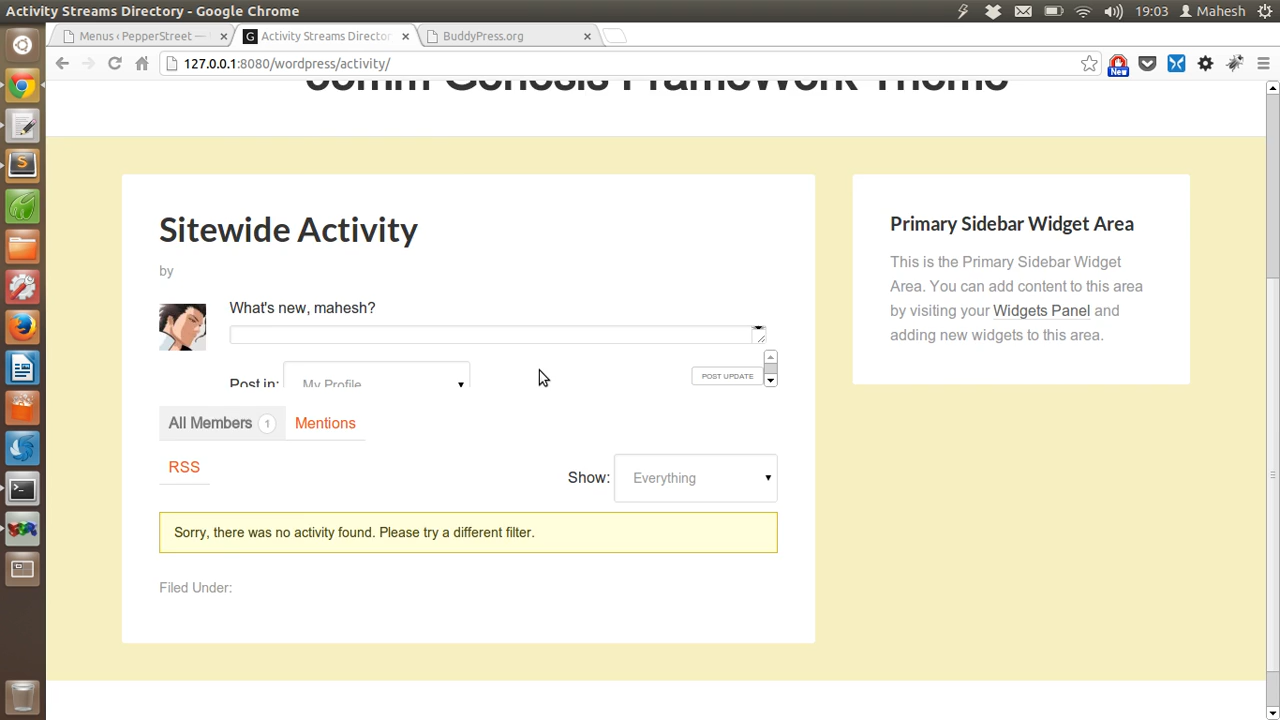 Activity Streams Directory - Google Chrome
19:03 Mahesh
Menus ‹ PepperStreet —
Activity Streams Director
BuddyPress.org
127.0.0.1:8080/wordpress/activity/
New
Genesis Framework Theme
Sitewide Activity
by
What's new, mahesh?
Post in: My Profile
POST UPDATE
All Members 1
Mentions
RSS
Show: Everything
Sorry, there was no activity found. Please try a different filter.
Filed Under:
Primary Sidebar Widget Area
This is the Primary Sidebar Widget
Area. You can add content to this area
by visiting your Widgets Panel and
adding new widgets to this area.